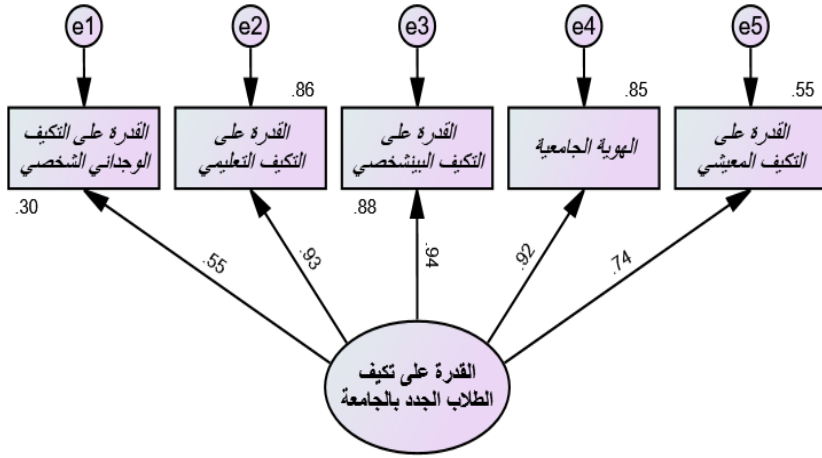 e1
e2
e3
e4
e5
.86
.85
.55
القدرة على التكيف
الوجداني الشخصي
القدرة على
التكيف التعليمي
القدرة على
التكيف البينشخصي
الهوية الجامعية
القدرة على
التكيف المعيشي
.30
.88
.55
.93
.94
.92
.74
القدرة على تكيف
الطلاب الجدد بالجامعة